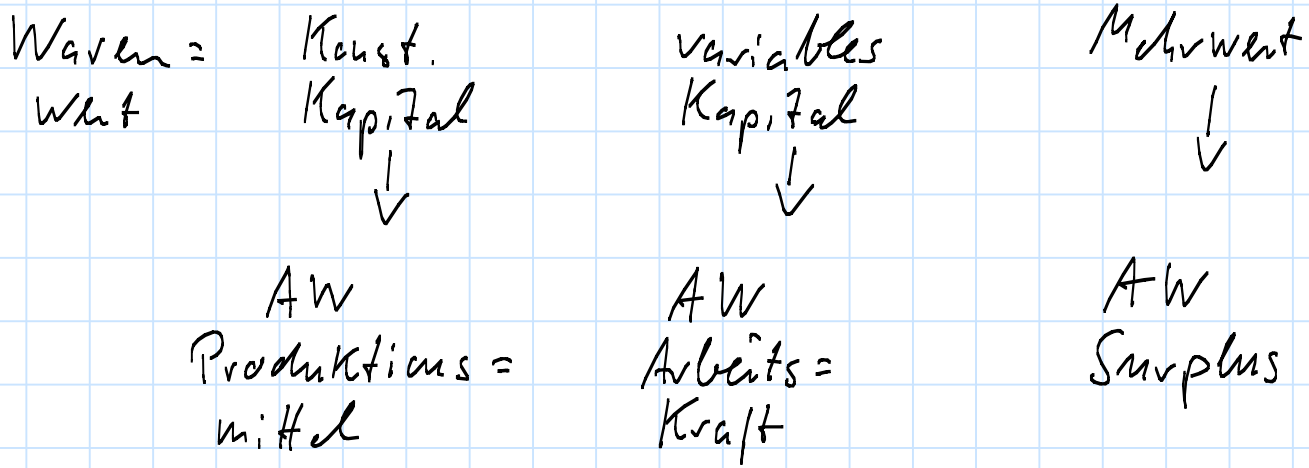 Waren= Konst. variables Mehrwert
wert Kapital Kapital
AW AW AW
Produktions= Arbeits= Surplus
mittel Kraft